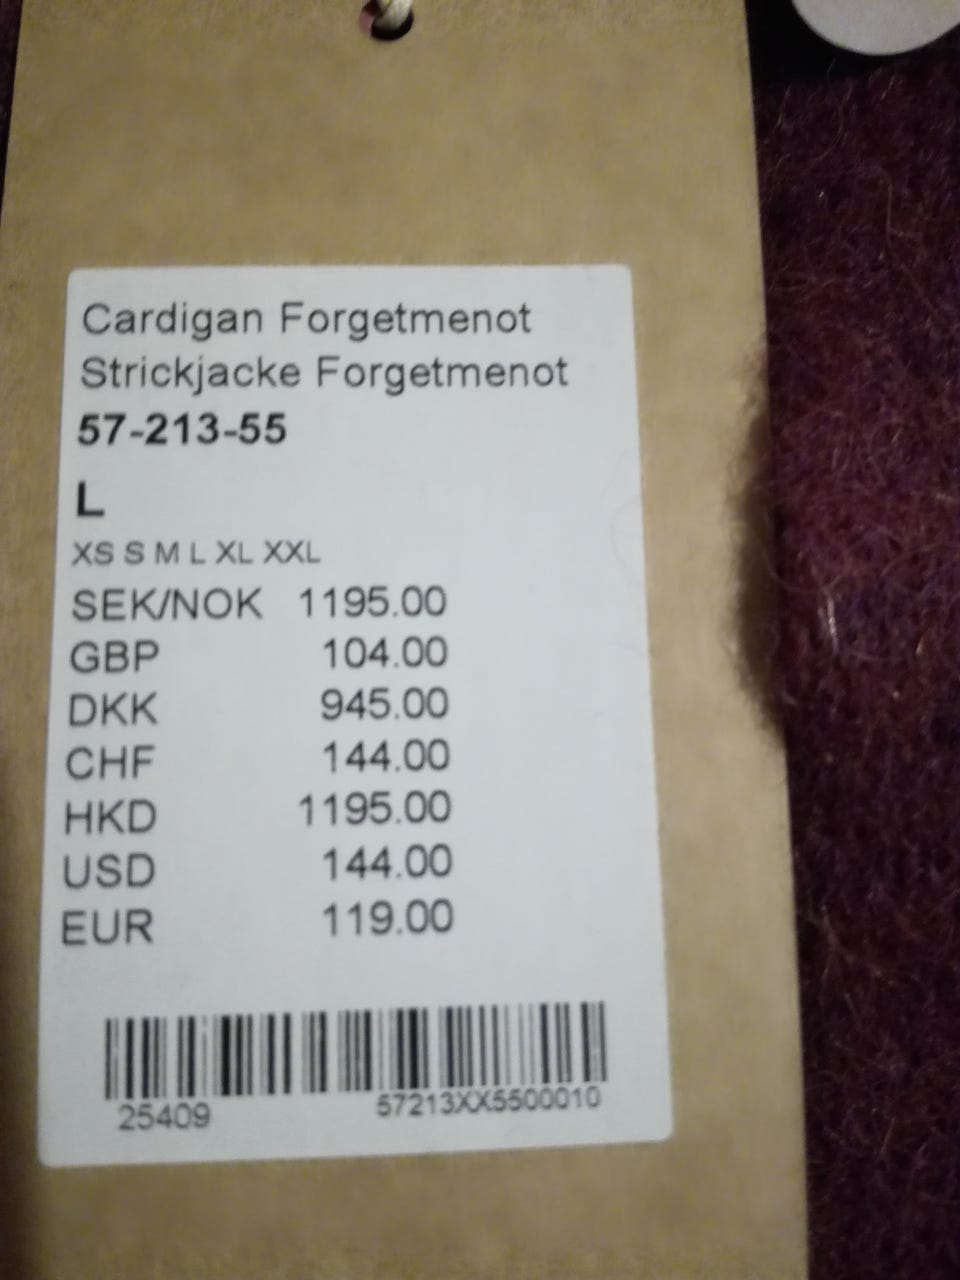 Cardigan Forgetmenot
Strickjacke Forgetmenot
57-213-55
L
XS S M L XL XXL
SEK/NOK 1195.00
GBP 104.00
DKK 945.00
CHF 144.00
HKD 1195.00
USD 144.00
EUR 119.00
25409 57213XX5500010